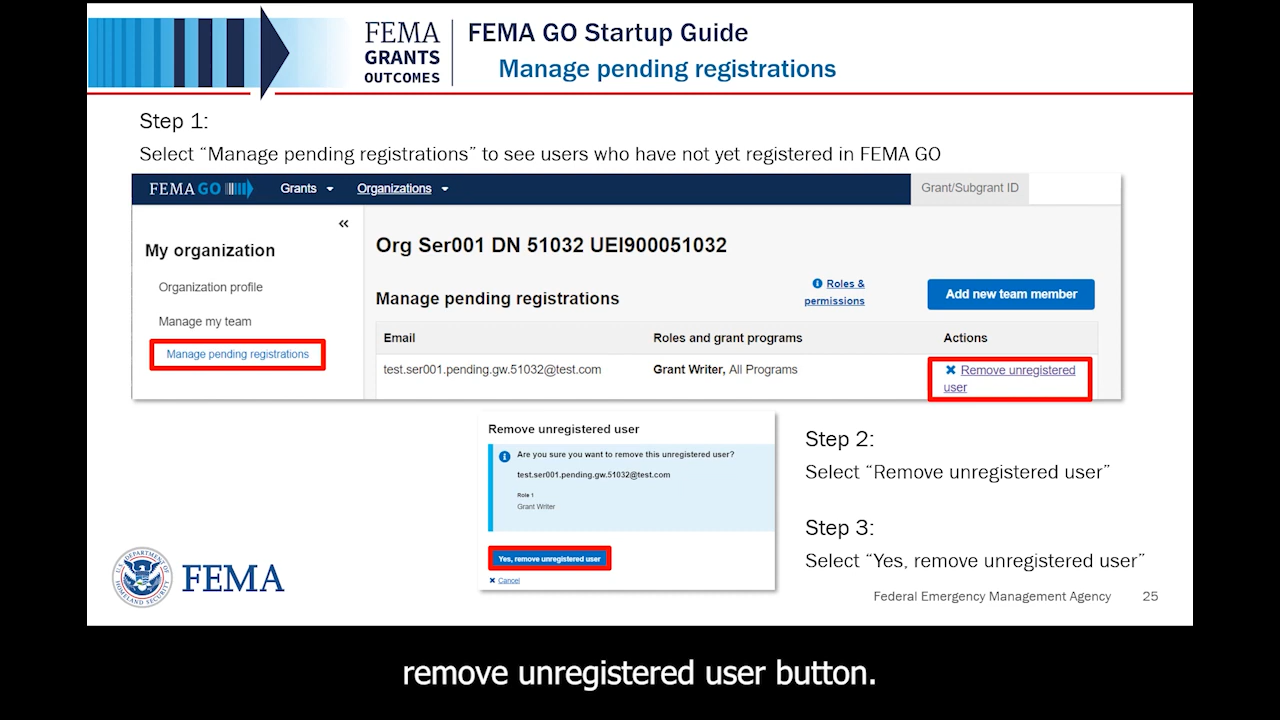 FEMA
GRANTS
OUTCOMES
FEMA GO Startup Guide
Manage pending registrations
Step 1:
Select “Manage pending registrations” to see users who have not yet registered in FEMA GO
FEMA GO
Grants
Organizations
Grant/Subgrant ID
«
My organization
Organization profile
Manage my team
Manage pending registrations
Org Ser001 DN 51032 UEI900051032
Manage pending registrations
Roles &
permissions
Add new team member
Email
Roles and grant programs
Actions
test.ser001.pending.gw.51032@test.com
Grant Writer, All Programs
Remove unregistered
user
Remove unregistered user
Are you sure you want to remove this unregistered user?
test.ser001.pending.gw.51032@test.com
Role 1
Grant Writer
Yes, remove unregistered user
Cancel
Step 2:
Select “Remove unregistered user”
Step 3:
Select “Yes, remove unregistered user”
U.S. DEPARTMENT OF HOMELAND SECURITY
FEMA
Federal Emergency Management Agency
25
remove unregistered user button.